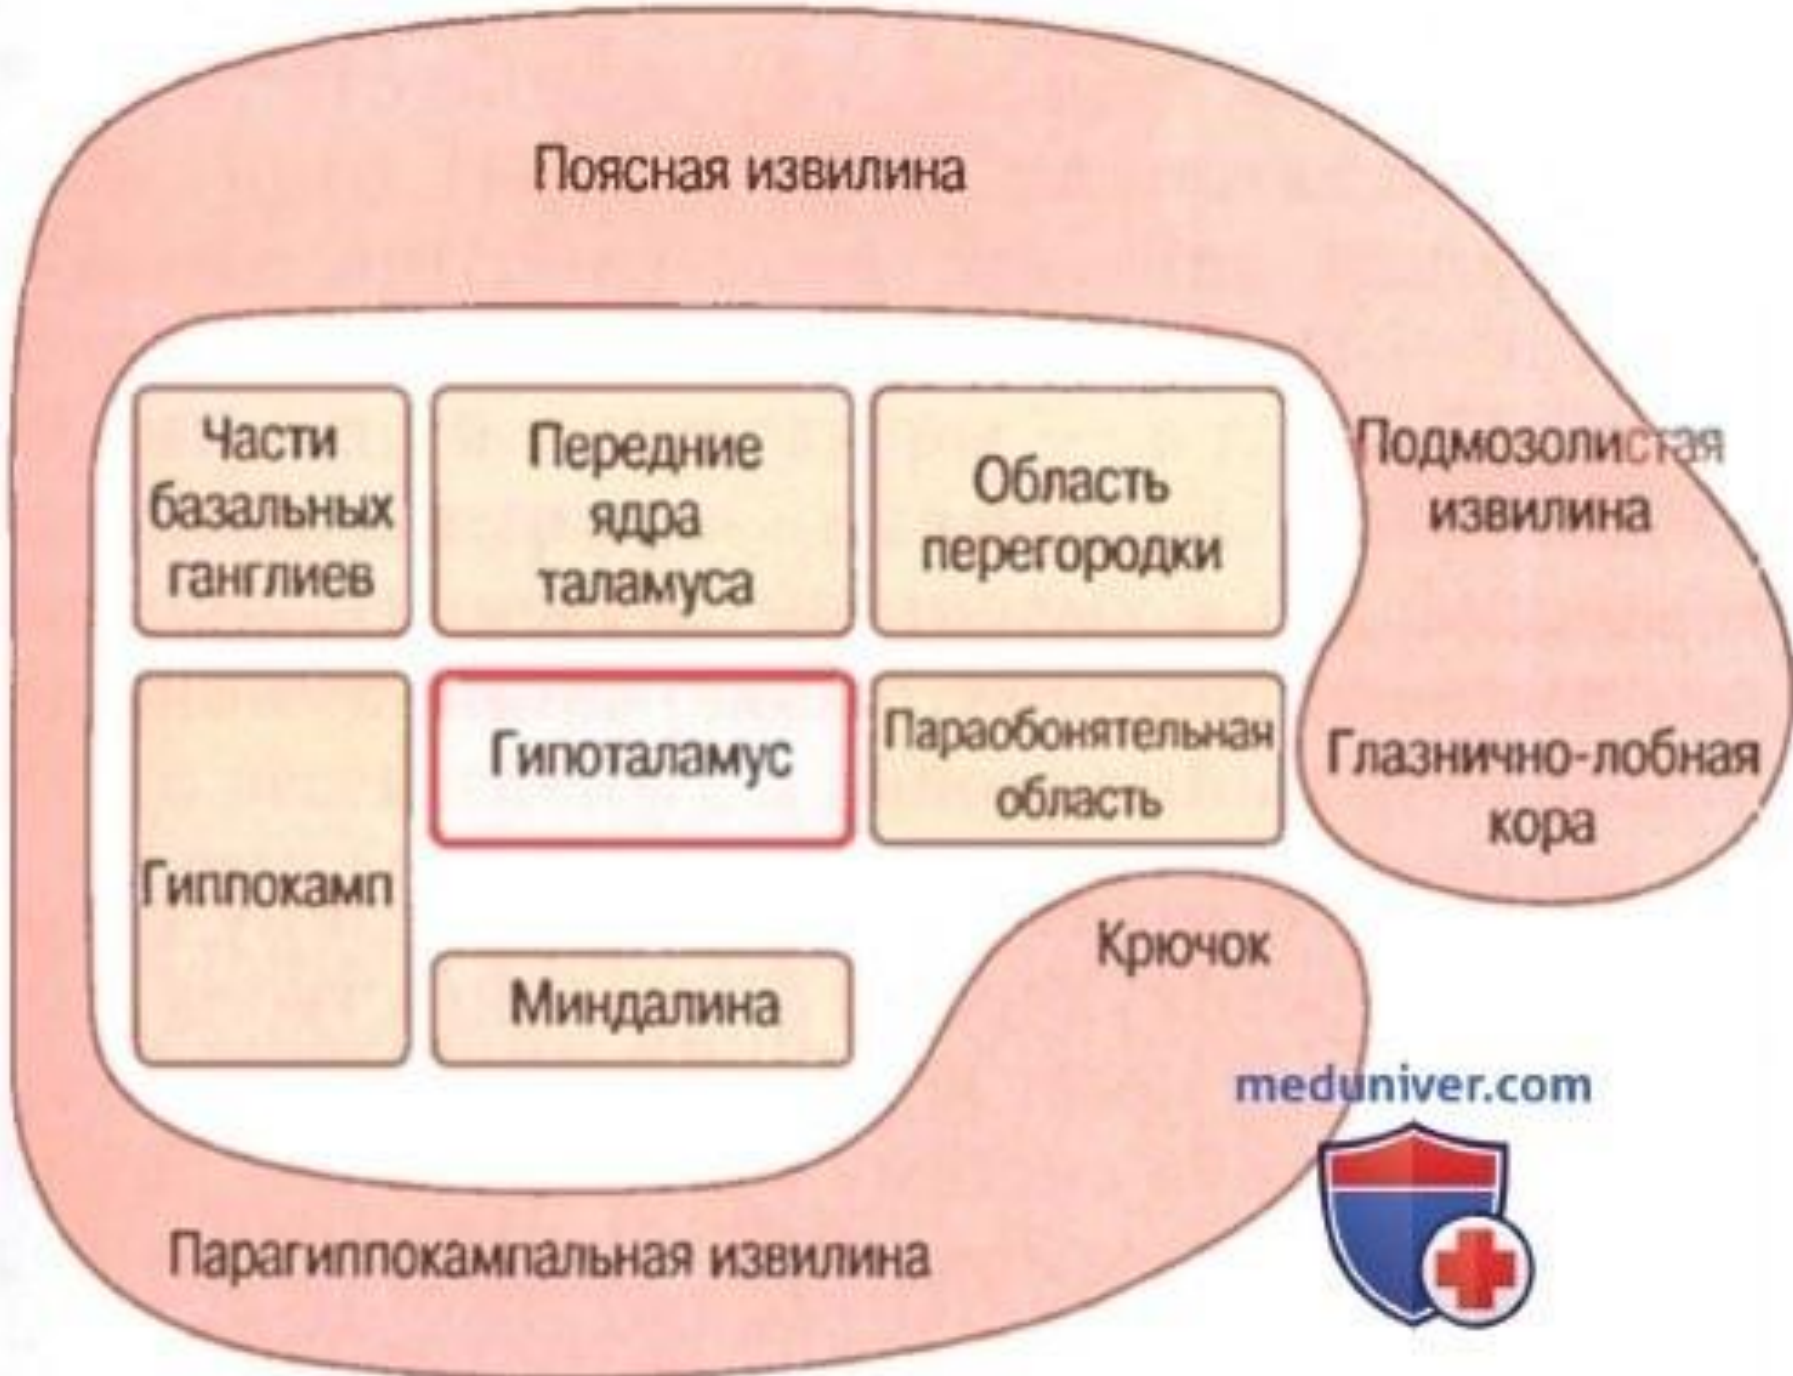 Поясная извилина
Части
базальных
ганглиев
Передние
ядра
таламуса
Область
перегородки
Подмозолистая
извилина
Гиппокамп
Гипоталамус
Параобонятельная
область
Глазнично-лобная
кора
Миндалина
Крючок
Парагиппокампальная извилина
meduniver.com